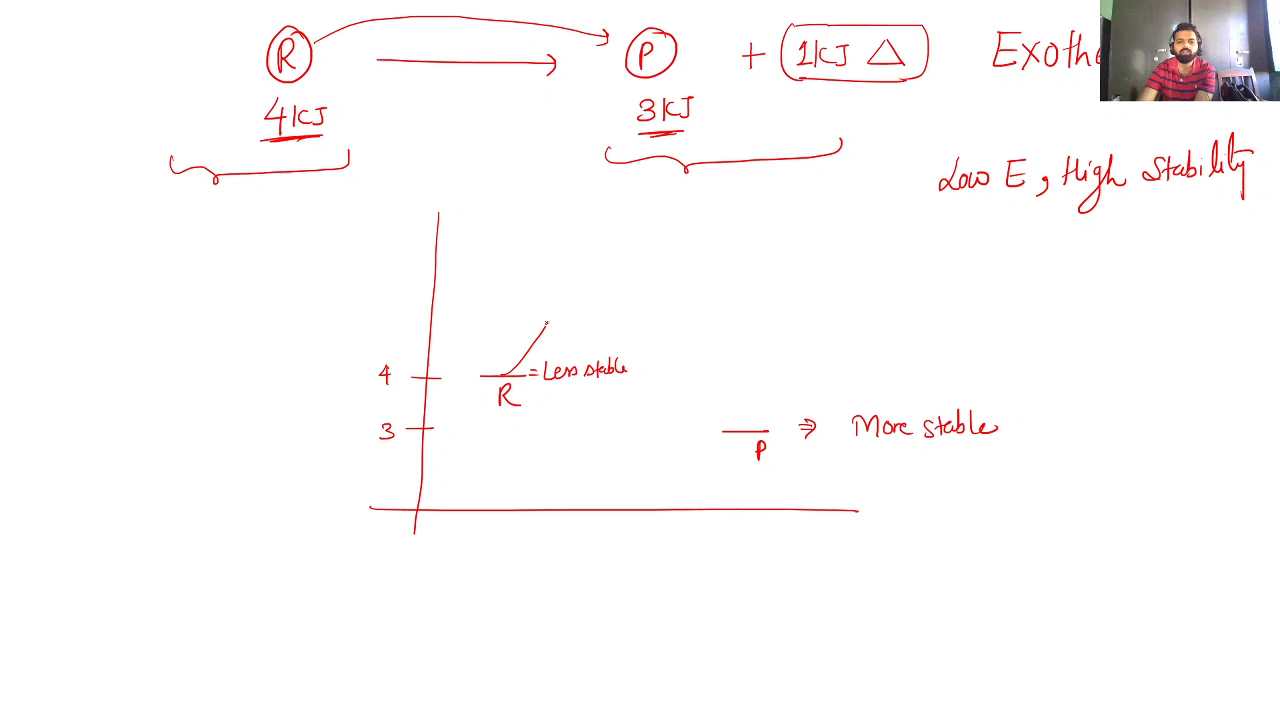 R → P + 1KJ Δ Exothe
4KJ 3KJ
Low E, High Stability
4 = Less stable
R
3 ⇒ More stable
P